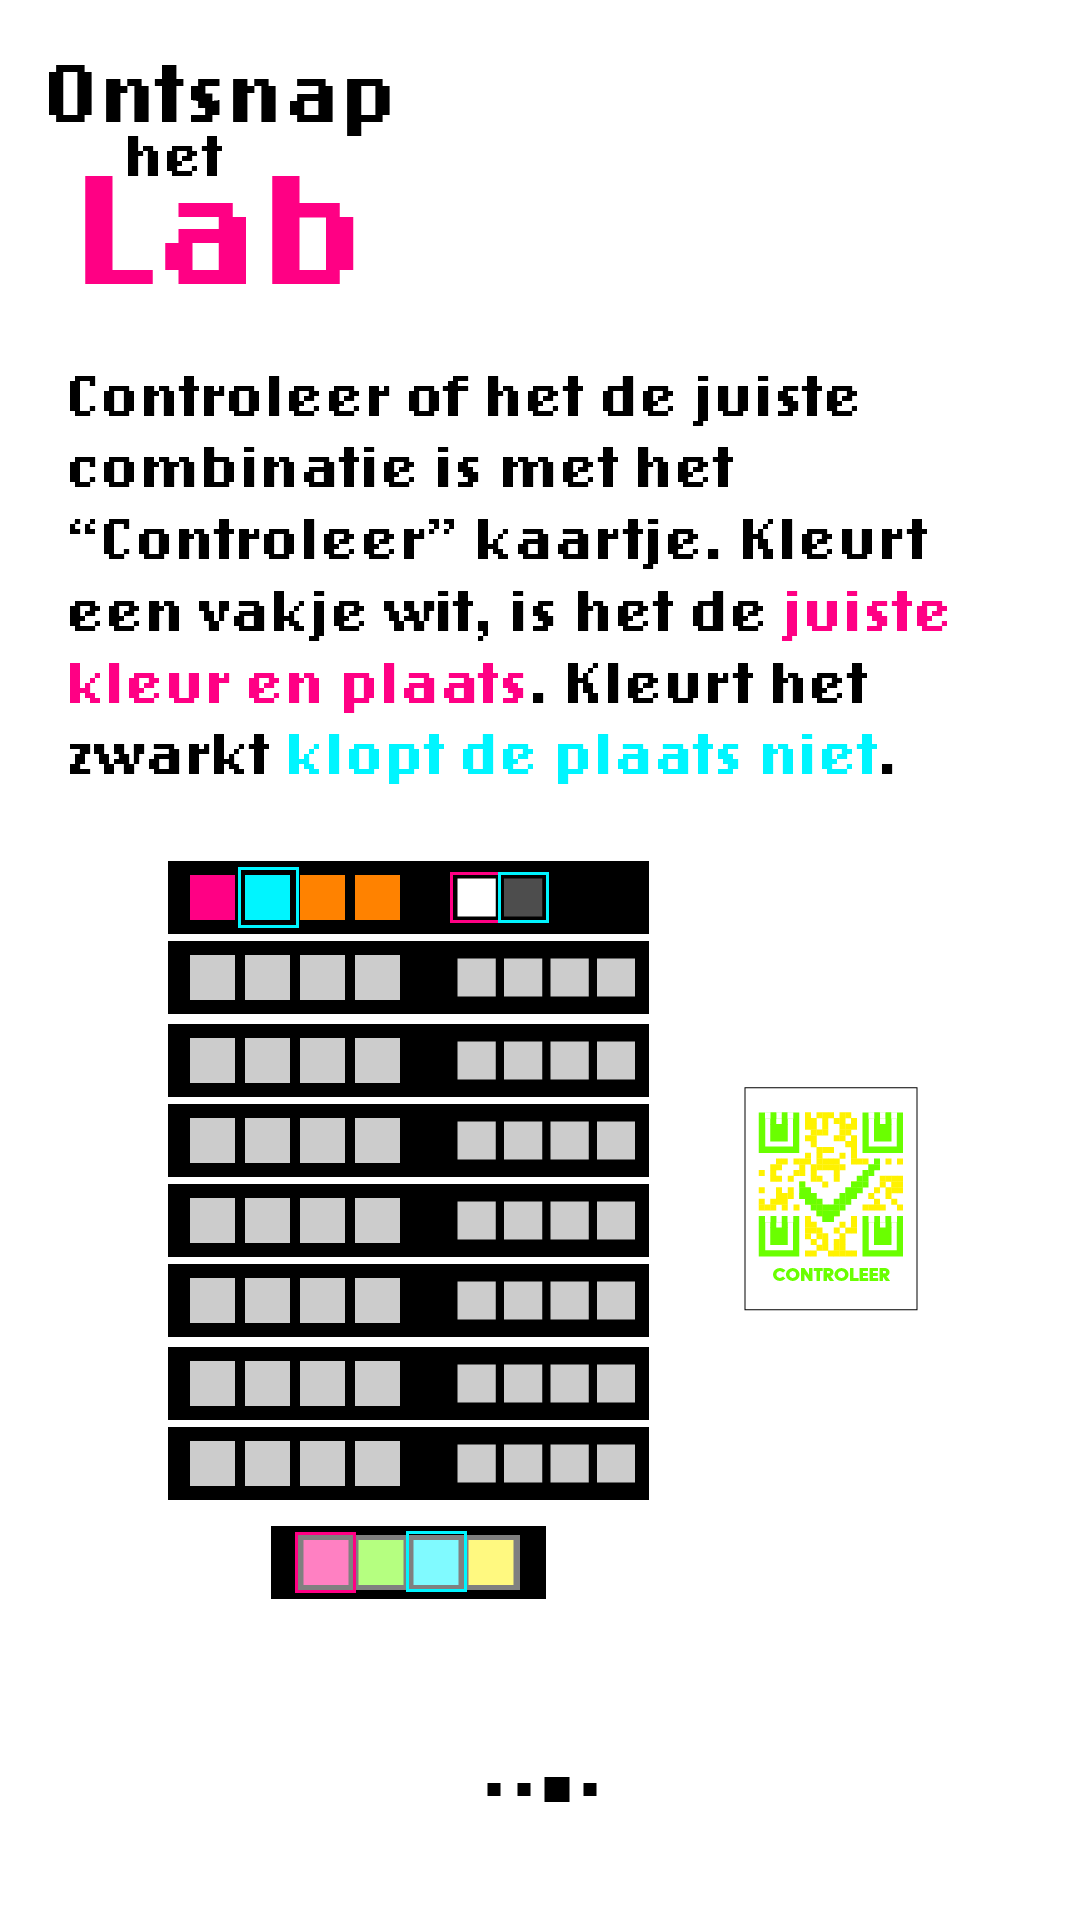 Ontsnap
het
Lab
Controleer of het de juiste
combinatie is met het
“Controleer” kaartje. Kleurt
een vakje wit, is het de juiste
kleur en plaats. Kleurt het
zwarkt klopt de plaats niet.
CONTROLEER